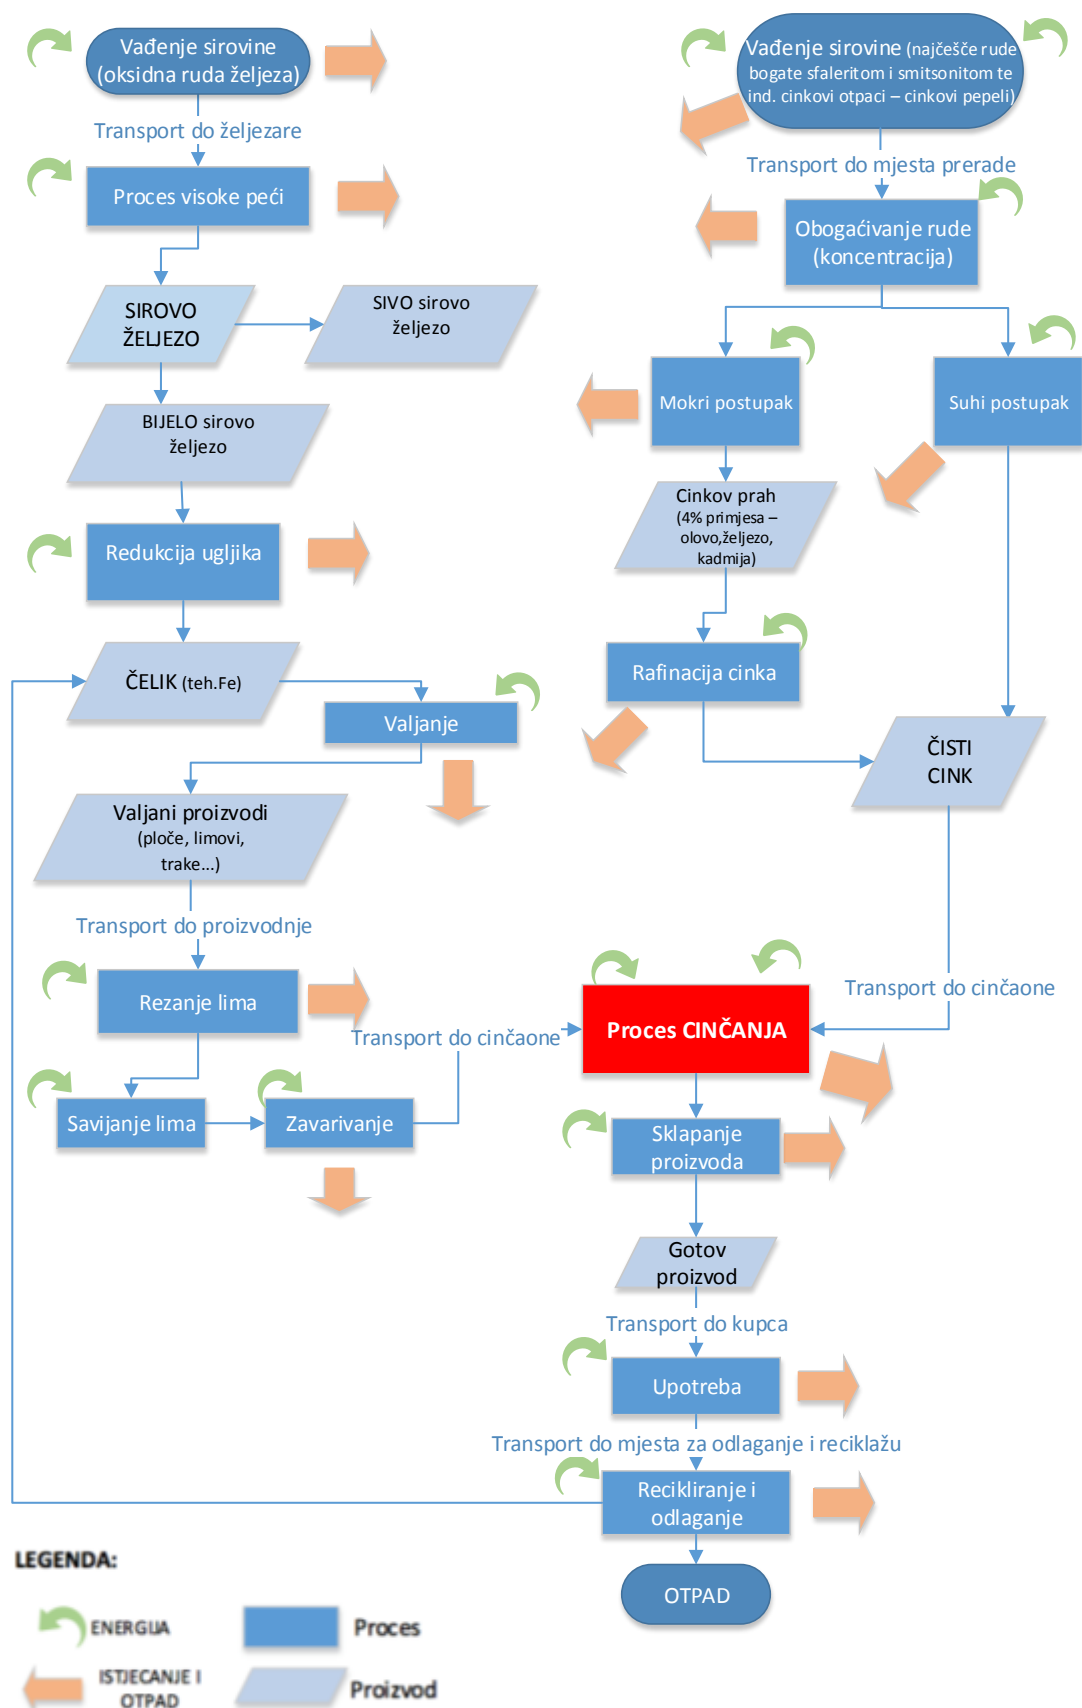 Vađenje sirovine
(oksidna ruda željeza)
Transport do željezare
Proces visoke peći
SIROVO
ŽELJEZO
SIVO sirovo
željezo
BIJELO sirovo
željezo
Redukcija ugljika
ČELIK (teh.Fe)
Valjanje
Valjani proizvodi
(ploče, limovi,
trake...)
Transport do proizvodnje
Rezanje lima
Savijanje lima
Zavarivanje
Transport do cinčaone
Vađenje sirovine (najčešće rude
bogate sfaleritom i smitsonitom te
ind. cinkovi otpaci – cinkovi pepeli)
Transport do mjesta prerade
Obogaćivanje rude
(koncentracija)
Mokri postupak
Suhi postupak
Cinkov prah
(4% primjesa –
olovo,željezo,
kadmija)
Rafinacija cinka
ČISTI
CINK
Transport do cinčaone
Proces CINČANJA
Sklapanje
proizvoda
Gotov
proizvod
Transport do kupca
Upotreba
Transport do mjesta za odlaganje i reciklažu
Recikliranje i
odlaganje
OTPAD
LEGENDA:
ENERGIJA
Proces
ISTJECANJE I
OTPAD
Proizvod